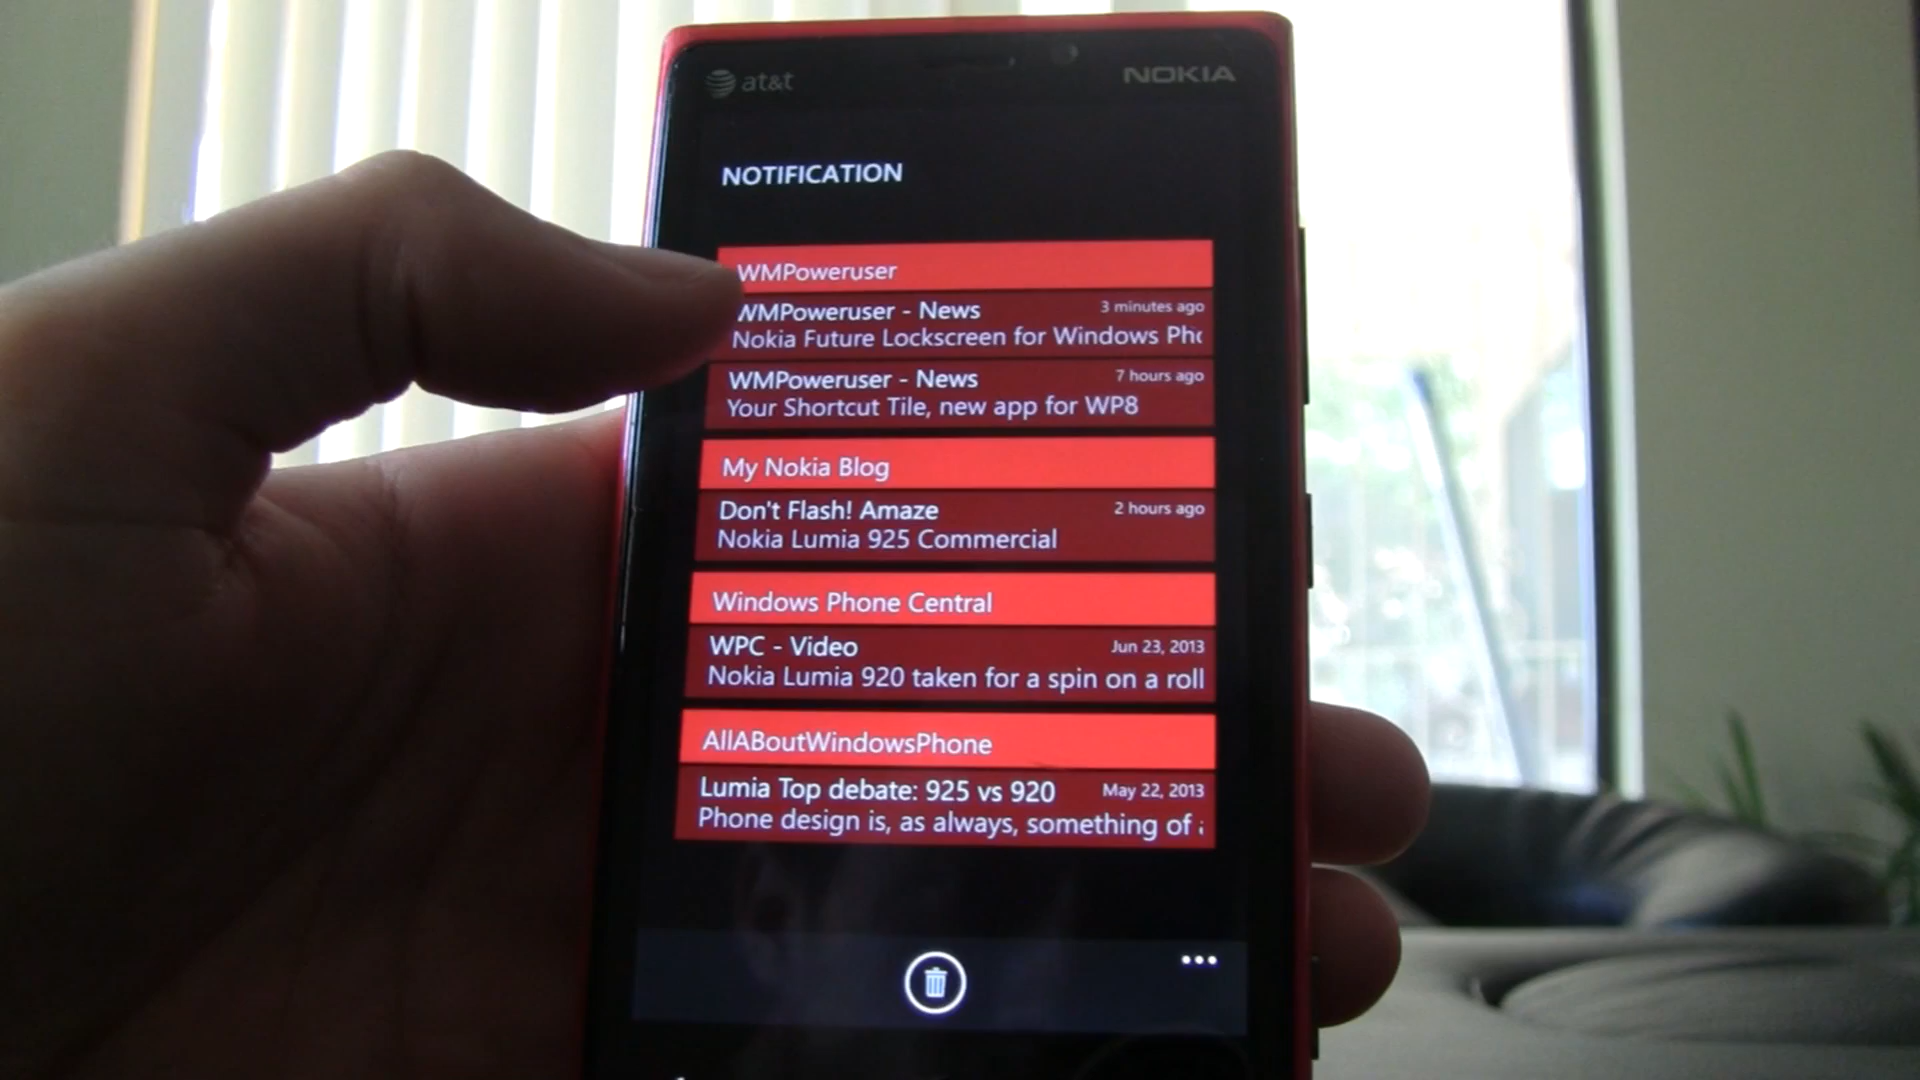 at&t
NOKIA
NOTIFICATION
WMPoweruser
WMPoweruser - News 3 minutes ago
Nokia Future Lockscreen for Windows Pho
WMPoweruser - News 7 hours ago
Your Shortcut Tile, new app for WP8
My Nokia Blog
Don't Flash! Amaze 2 hours ago
Nokia Lumia 925 Commercial
Windows Phone Central
WPC - Video Jun 23, 2013
Nokia Lumia 920 taken for a spin on a roll
AllABoutWindowsPhone
Lumia Top debate: 925 vs 920 May 22, 2013
Phone design is, as always, something of